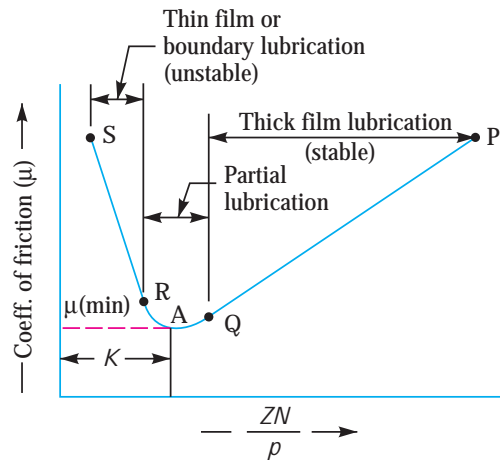 Thin film or
boundary lubrication
(unstable)
S
Thick film lubrication
(stable)
P
Partial
lubrication
Coeff. of friction (μ)
R
μ(min)
A
Q
K
ZN
p